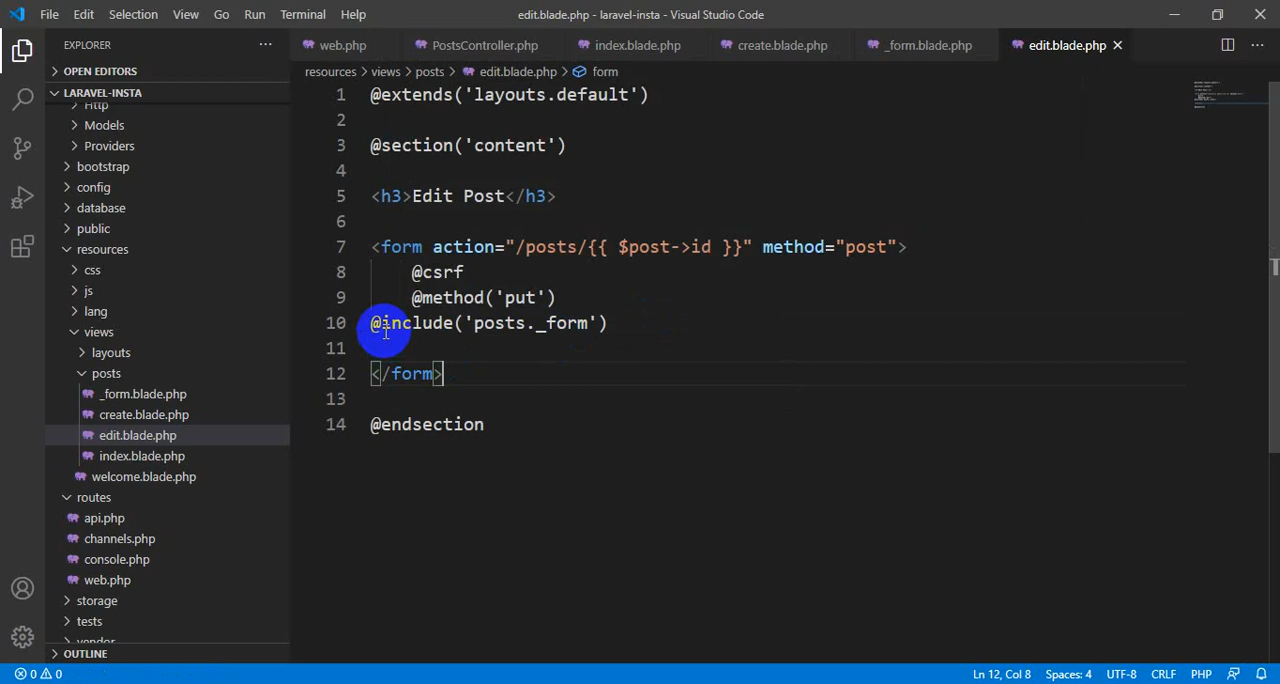 File Edit Selection View Go Run Terminal Help edit.blade.php - laravel-insta - Visual Studio Code
EXPLORER ···
OPEN EDITORS
LARAVEL-INSTA
Http
Models
Providers
bootstrap
config
database
public
resources
css
js
lang
views
layouts
posts
_form.blade.php
create.blade.php
edit.blade.php
index.blade.php
welcome.blade.php
routes
api.php
channels.php
console.php
web.php
storage
tests
vendor
OUTLINE
web.php PostsController.php index.blade.php create.blade.php _form.blade.php edit.blade.php
resources > views > posts > edit.blade.php > form
1 @extends('layouts.default')
2
3 @section('content')
4
5 <h3>Edit Post</h3>
6
7 <form action="/posts/{{ $post->id }}" method="post">
8 @csrf
9 @method('put')
10 @include('posts._form')
11
12 </form>
13
14 @endsection
0 0 Ln 12, Col 8 Spaces: 4 UTF-8 CRLF PHP